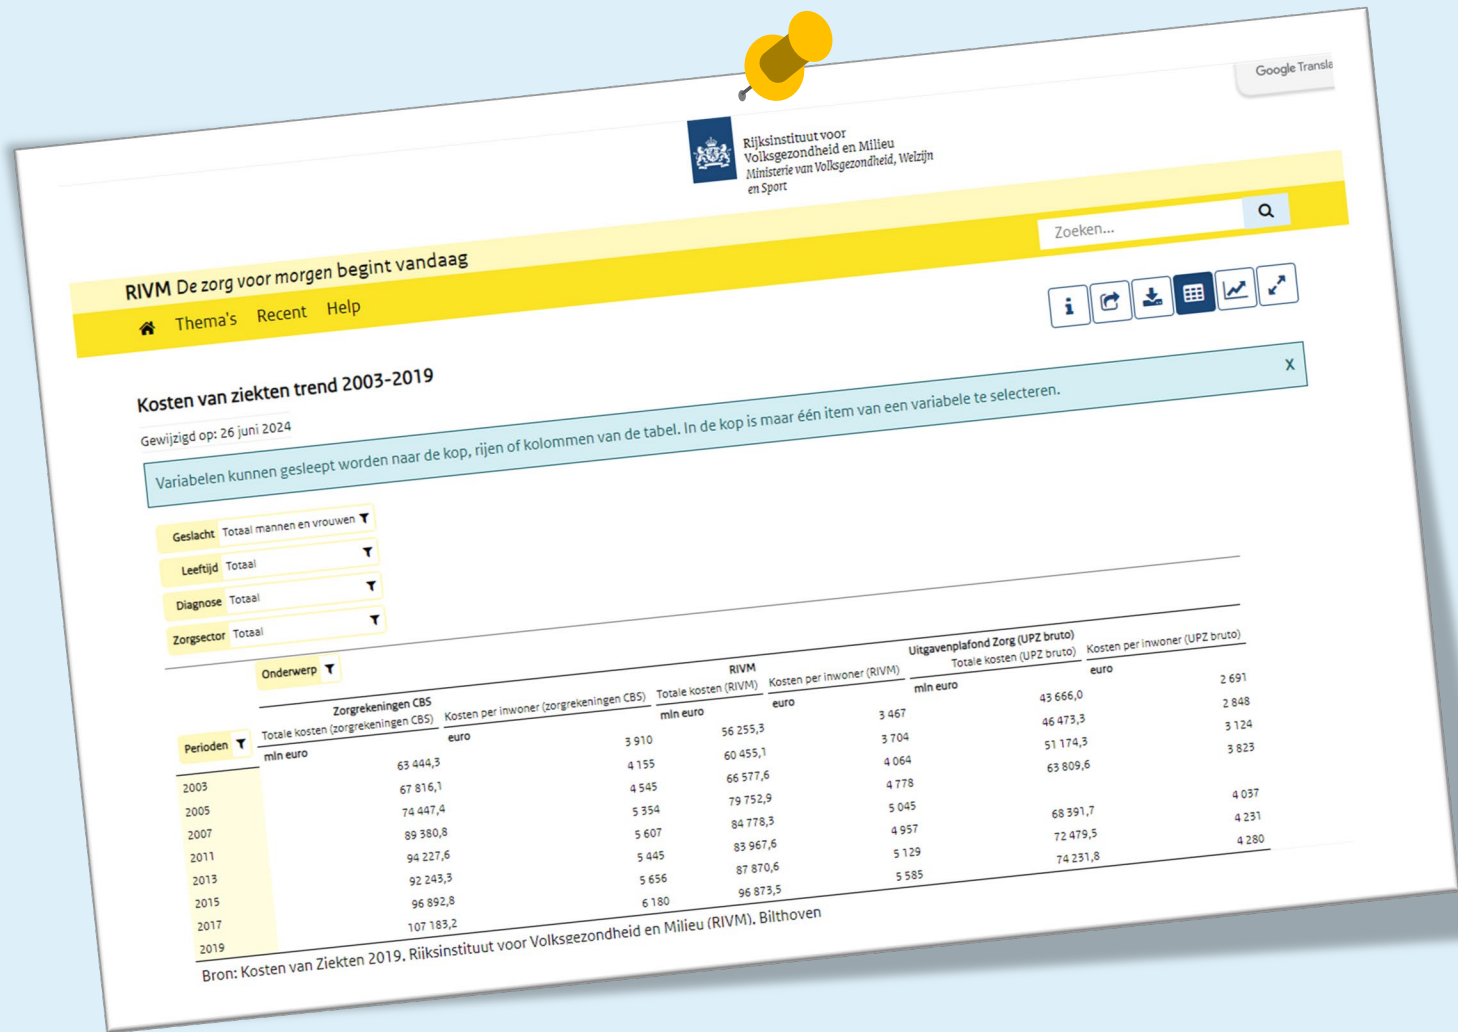 Google Transla
Rijksinstituut voor
Volksgezondheid en Milieu
Ministerie van Volksgezondheid, Welzijn
en Sport
RIVM De zorg voor morgen begint vandaag
Zoeken...
Thema's Recent Help
Kosten van ziekten trend 2003-2019
Gewijzigd op: 26 juni 2024
Variabelen kunnen gesleept worden naar de kop, rijen of kolommen van de tabel. In de kop is maar één item van een variabele te selecteren. X
Geslacht Totaal mannen en vrouwen
Leeftijd Totaal
Diagnose Totaal
Zorgsector Totaal
Onderwerp
Zorgrekeningen CBS RIVM Uitgavenplafond Zorg (UPZ bruto)
Totale kosten (zorgrekeningen CBS) Kosten per inwoner (zorgrekeningen CBS) Totale kosten (RIVM) Kosten per inwoner (RIVM) Totale kosten (UPZ bruto) Kosten per inwoner (UPZ bruto)
Perioden mln euro euro mln euro euro mln euro euro
2003 63 444,3 3 910 56 255,3 3 467 43 666,0 2 691
2005 67 816,1 4 155 60 455,1 3 704 46 473,3 2 848
2007 74 447,4 4 545 66 577,6 4 064 51 174,3 3 124
2011 89 380,8 5 354 79 752,9 4 778 63 809,6 3 823
2013 94 227,6 5 607 84 778,3 5 045
2015 92 243,3 5 445 83 967,6 4 957 68 391,7 4 037
2017 96 892,8 5 656 87 870,6 5 129 72 479,5 4 231
2019 107 183,2 6 180 96 873,5 5 585 74 231,8 4 280
Bron: Kosten van Ziekten 2019, Rijksinstituut voor Volksgezondheid en Milieu (RIVM), Bilthoven